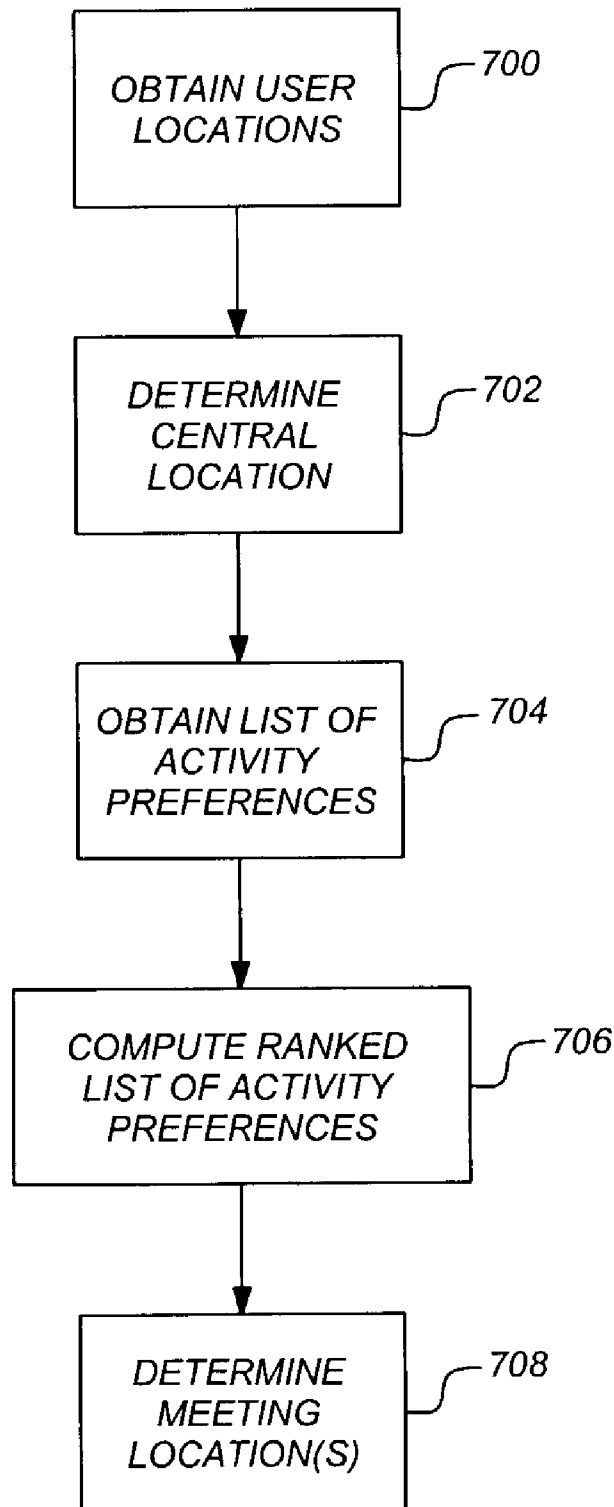 OBTAIN USER
LOCATIONS
700
DETERMINE
CENTRAL
LOCATION
702
OBTAIN LIST OF
ACTIVITY
PREFERENCES
704
COMPUTE RANKED
LIST OF ACTIVITY
PREFERENCES
706
DETERMINE
MEETING
LOCATION(S)
708